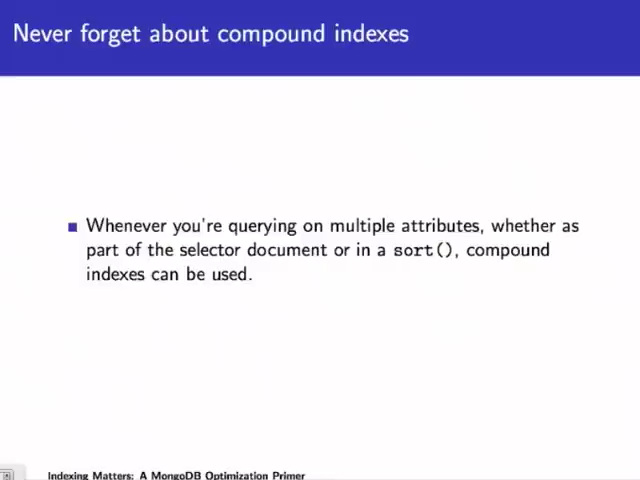 Never forget about compound indexes
Whenever you're querying on multiple attributes, whether as
part of the selector document or in a sort(), compound
indexes can be used.
Indexing Matters: A MongoDB Optimization Primer